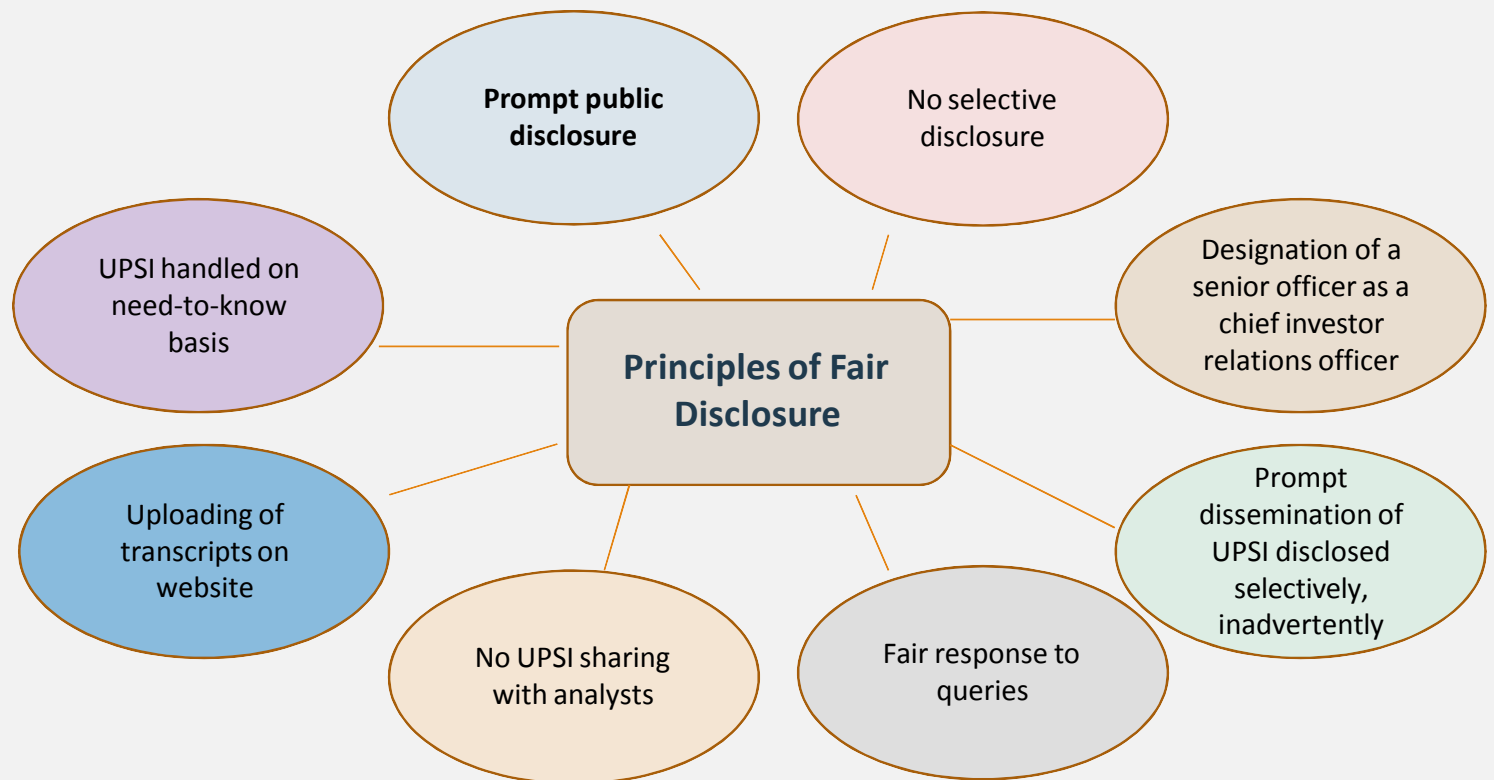 Prompt public
disclosure
No selective
disclosure
UPSI handled on
need-to-know
basis
Designation of a
senior officer as a
chief investor
relations officer
Principles of Fair
Disclosure
Uploading of
transcripts on
website
Prompt
dissemination of
UPSI disclosed
selectively,
inadvertently
No UPSI sharing
with analysts
Fair response to
queries